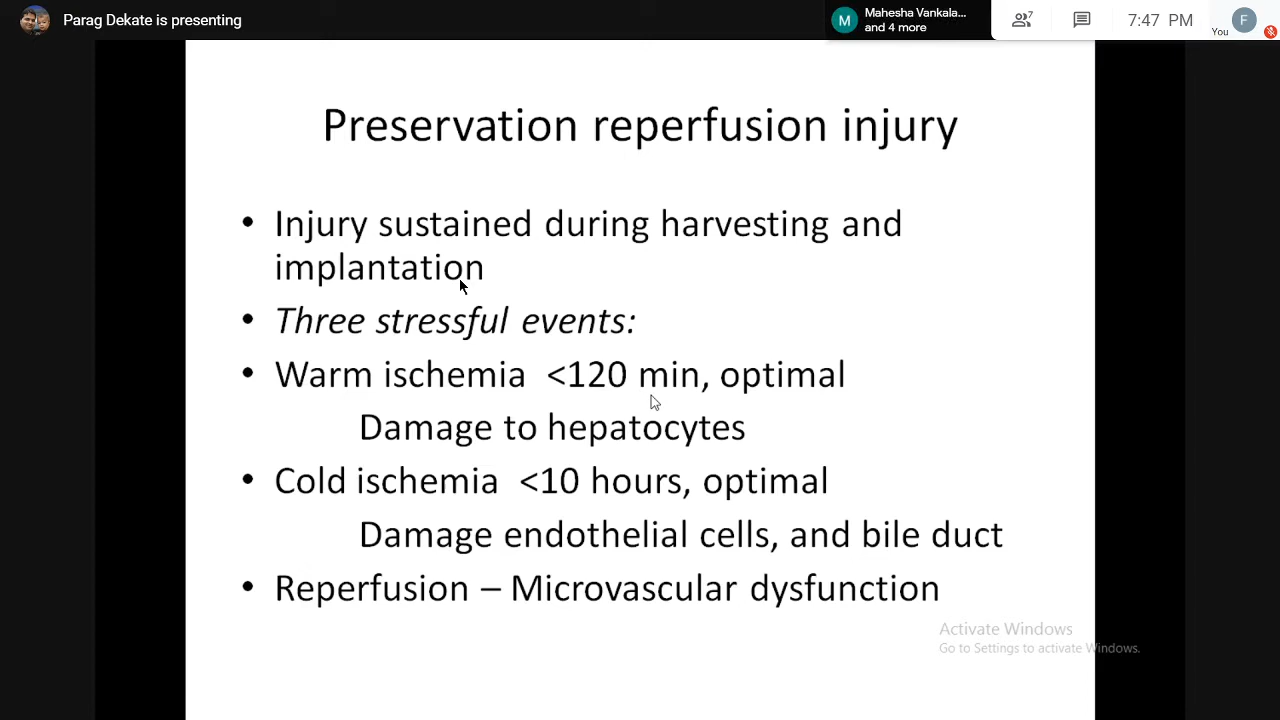 Parag Dekate is presenting
M
Mahesha Vankala...
and 4 more
7
7:47 PM
You
F
Preservation reperfusion injury
• Injury sustained during harvesting and
implantation
• Three stressful events:
• Warm ischemia <120 min, optimal
Damage to hepatocytes
• Cold ischemia <10 hours, optimal
Damage endothelial cells, and bile duct
• Reperfusion – Microvascular dysfunction
Activate Windows
Go to Settings to activate Windows.